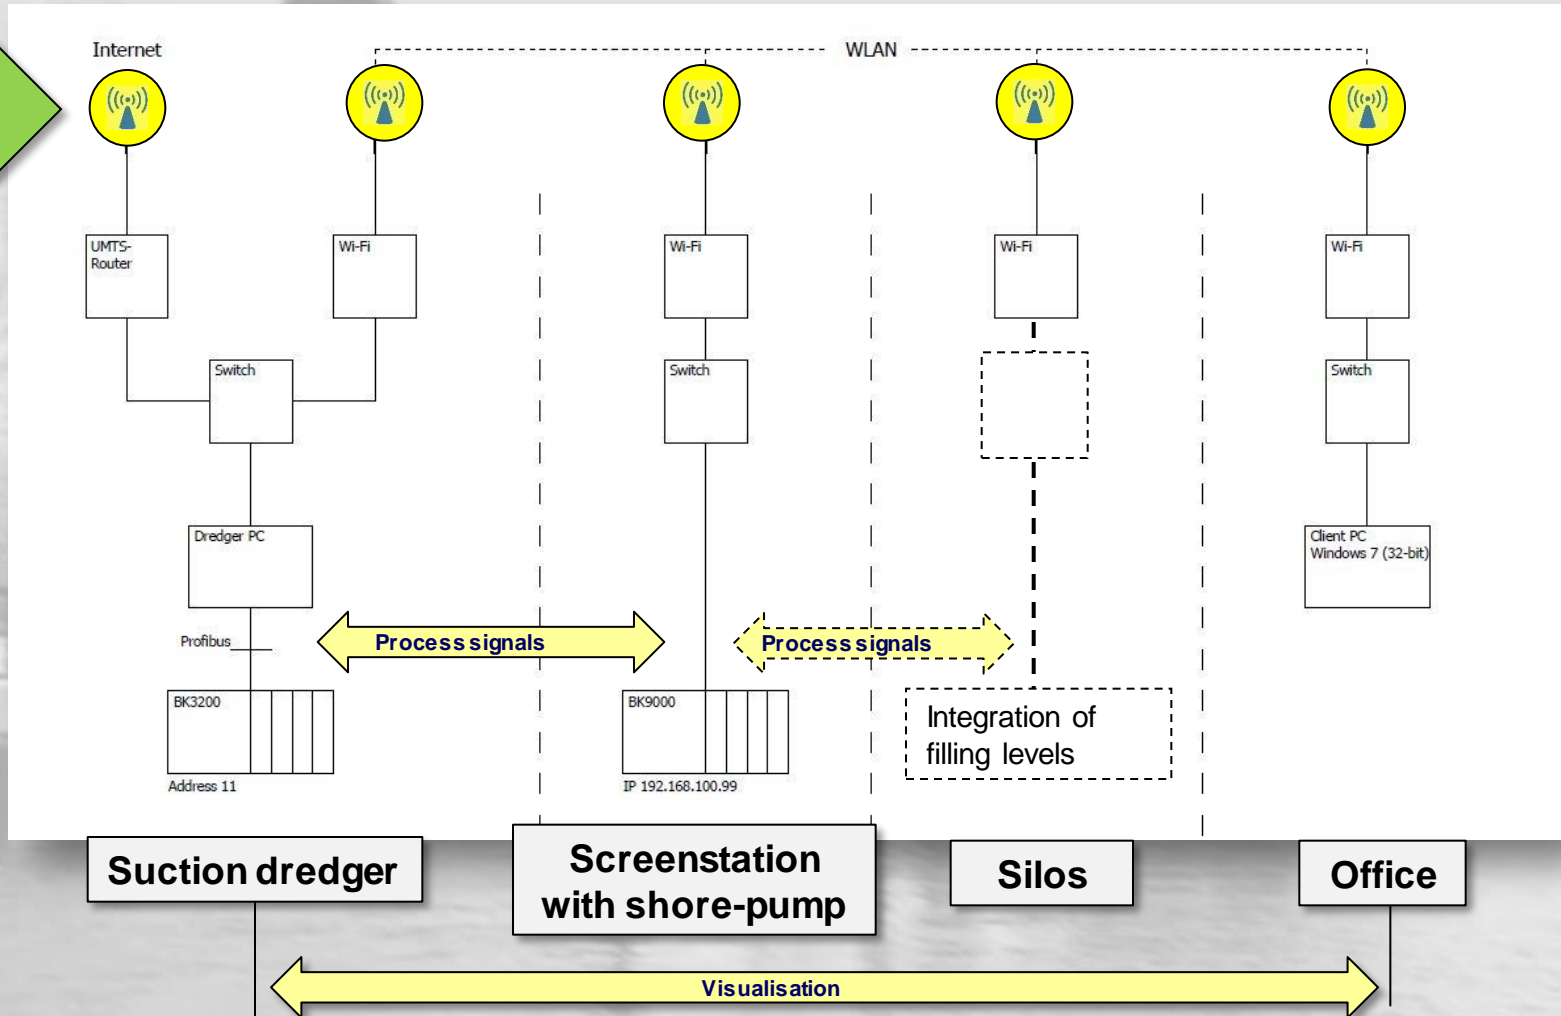 Internet
WLAN
UMTS-
Router
Wi-Fi
Wi-Fi
Wi-Fi
Wi-Fi
Switch
Switch
Switch
Dredger PC
Client PC
Windows 7 (32-bit)
Profibus
Process signals
Process signals
BK3200
BK9000
Integration of
filling levels
Address 11
IP 192.168.100.99
Suction dredger
Screenstation
with shore-pump
Silos
Office
Visualisation